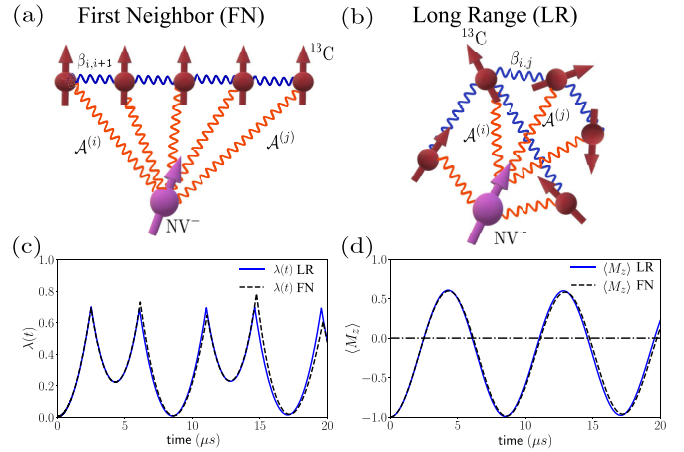 (a) First Neighbor (FN)
β_{i,i+1}
¹³C
𝒜^{(i)}
𝒜^{(j)}
NV⁻
(b) Long Range (LR)
¹³C
β_{i,j}
𝒜^{(i)}
𝒜^{(j)}
NV⁻
(c)
λ(t) LR
λ(t) FN
λ(t)
1.0
0.8
0.6
0.4
0.2
0.0
0 5 10 15 20
time (μs)
(d)
⟨M_z⟩ LR
⟨M_z⟩ FN
⟨M_z⟩
1.0
0.5
0.0
−0.5
−1.0
0 5 10 15 20
time (μs)